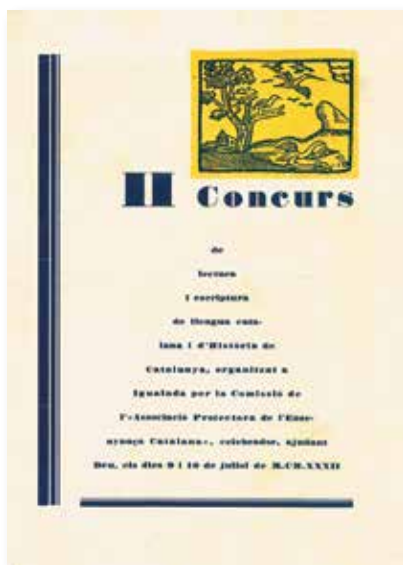 II Concurs
de
lectura
i escriptura
de llengua cata-
lana i d'Història de
Catalunya, organitzat a
Igualada per la Comissió de
l'«Associació Protectora de l'Ense-
nyança Catalana», celebrador, ajudant
Deu, els dies 9 i 10 de juliol de M.CM.XXXII